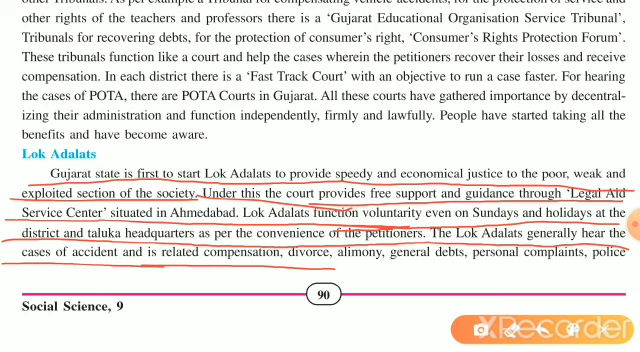 other Tribunals. As per example a Tribunal for compensating vehicle accidents, for the protection of service and
other rights of the teachers and professors there is a 'Gujarat Educational Organisation Service Tribunal',
Tribunals for recovering debts, for the protection of consumer's right, 'Consumer's Rights Protection Forum'.
These tribunals function like a court and help the cases wherein the petitioners recover their losses and receive
compensation. In each district there is a 'Fast Track Court' with an objective to run a case faster. For hearing
the cases of POTA, there are POTA Courts in Gujarat. All these courts have gathered importance by decentral-
izing their administration and function independently, firmly and lawfully. People have started taking all the
benefits and have become aware.
Lok Adalats
Gujarat state is first to start Lok Adalats to provide speedy and economical justice to the poor, weak and
exploited section of the society. Under this the court provides free support and guidance through 'Legal Aid
Service Center' situated in Ahmedabad. Lok Adalats function voluntarity even on Sundays and holidays at the
district and taluka headquarters as per the convenience of the petitioners. The Lok Adalats generally hear the
cases of accident and is related compensation, divorce, alimony, general debts, personal complaints, police
90
Social Science, 9
XRecorder